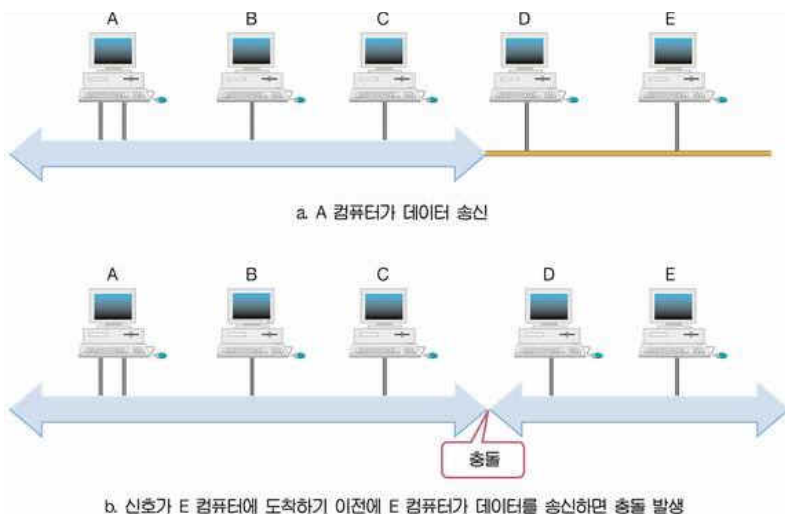 A B C D E
a. A 컴퓨터가 데이터 송신
A B C D E
충돌
b. 신호가 E 컴퓨터에 도착하기 이전에 E 컴퓨터가 데이터를 송신하면 충돌 발생